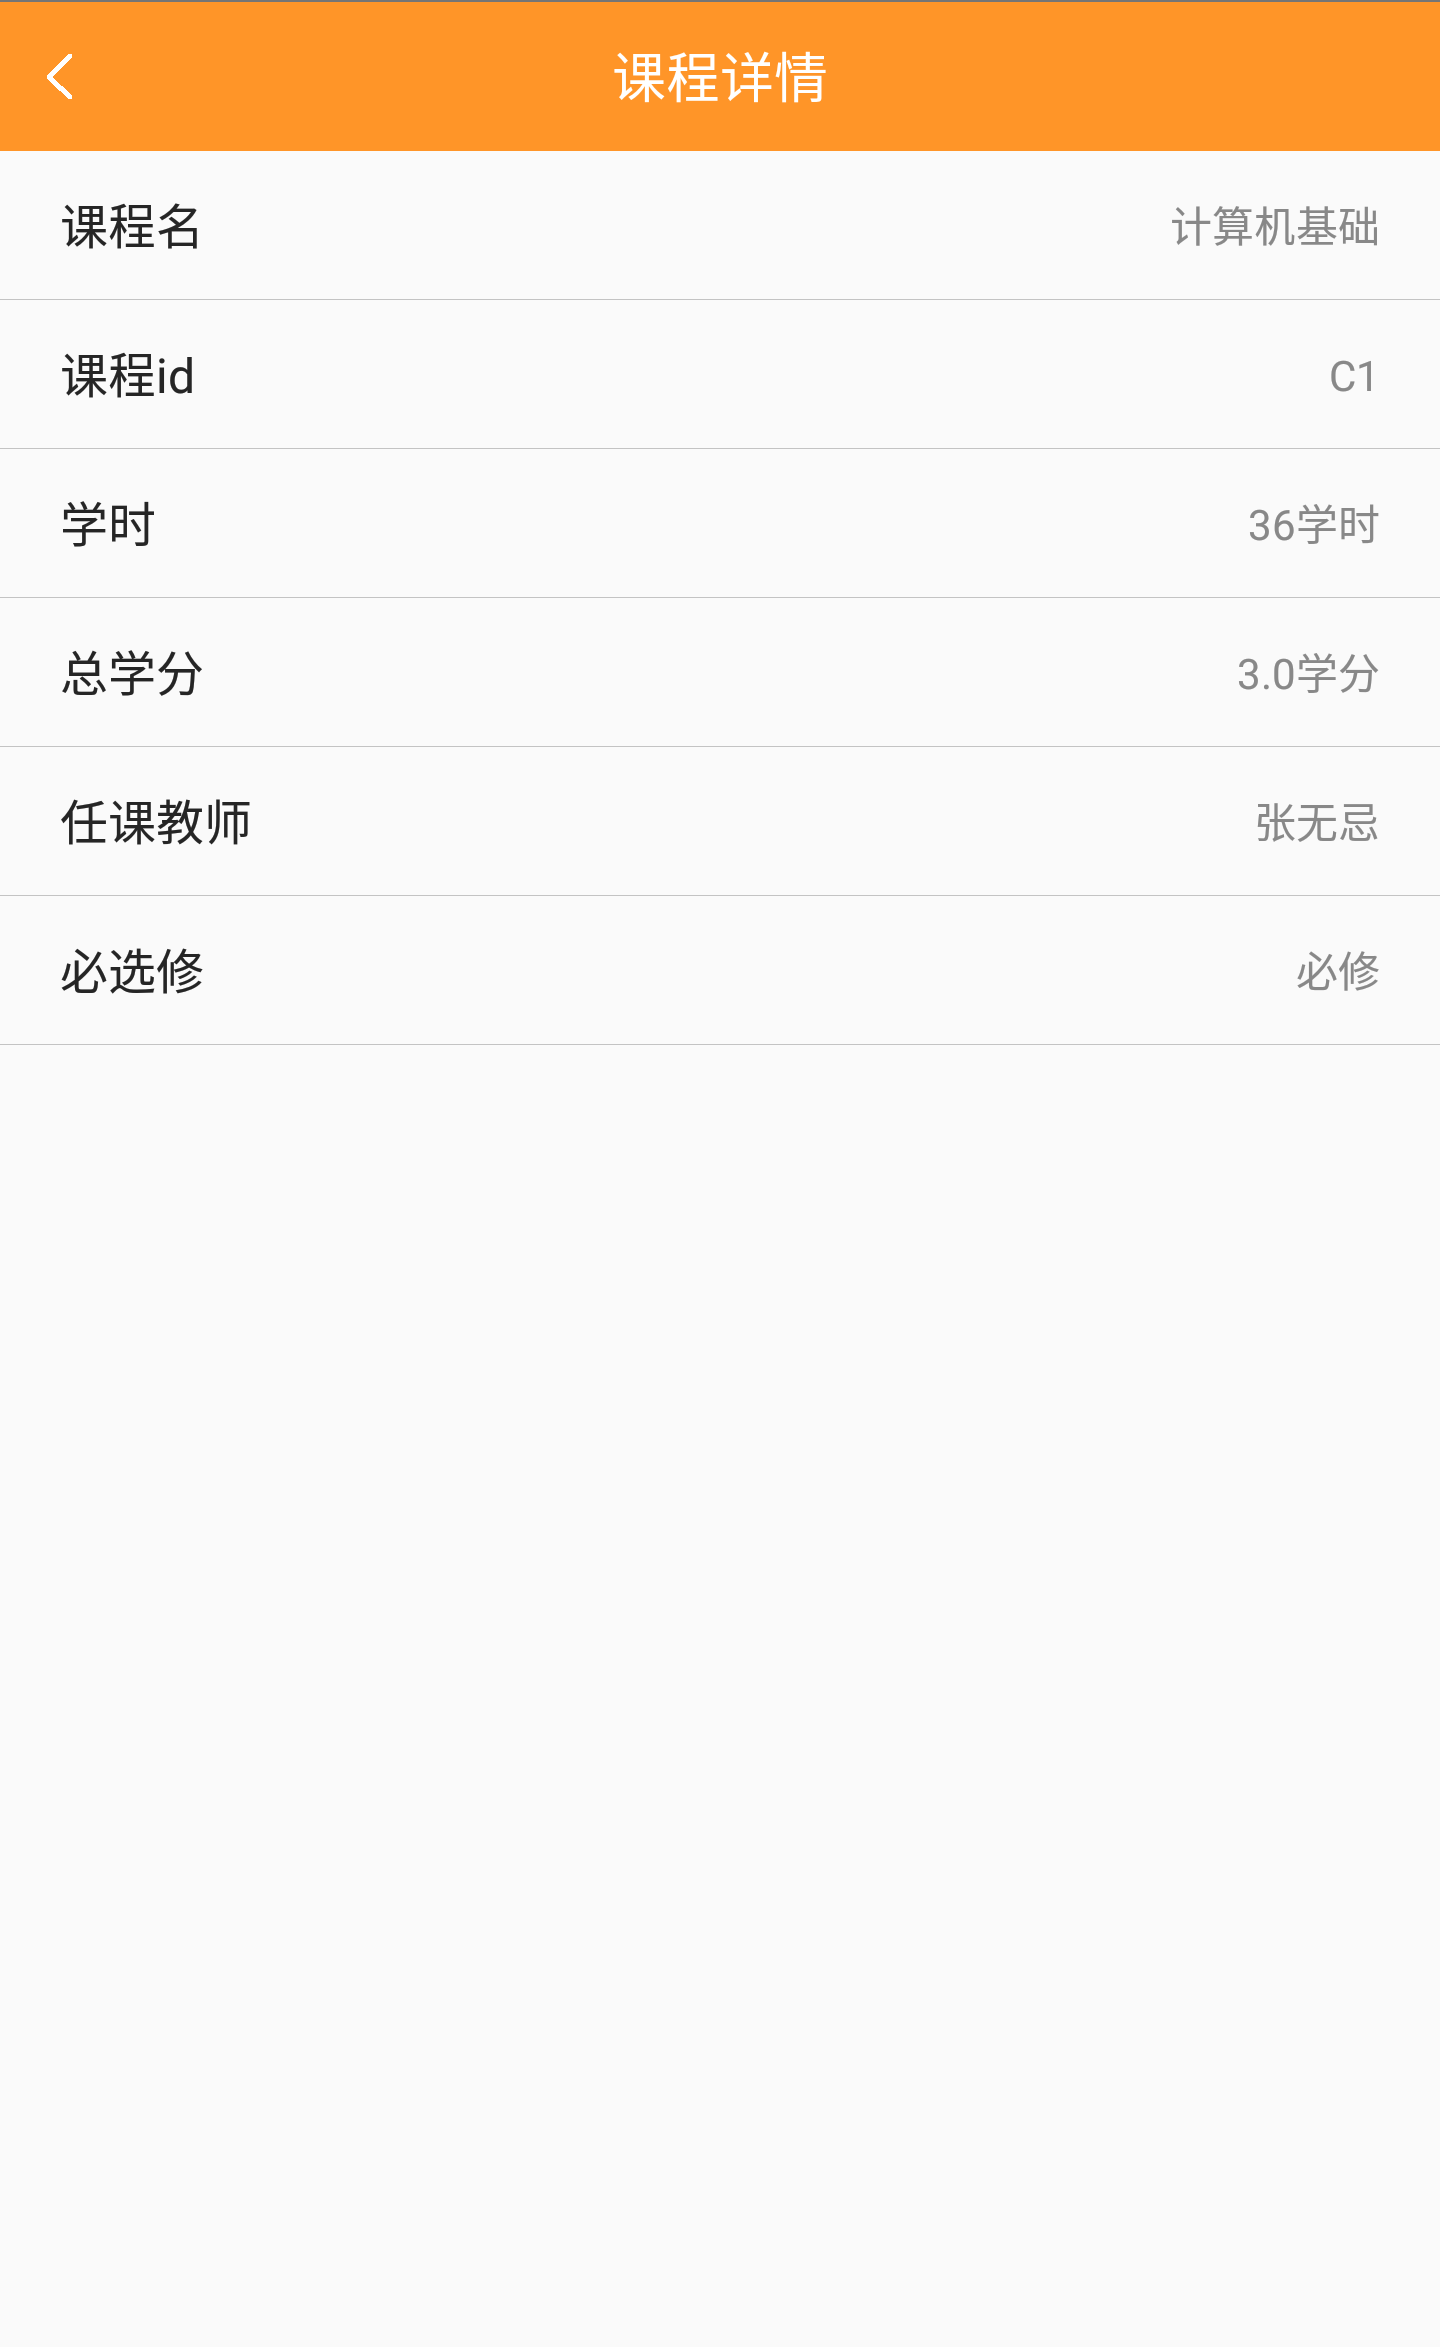 课程详情
课程名 计算机基础
课程id C1
学时 36学时
总学分 3.0学分
任课教师 张无忌
必选修 必修